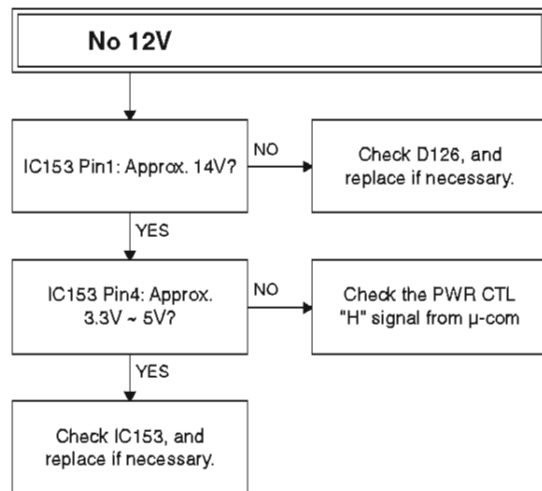 No 12V
IC153 Pin1: Approx. 14V?
NO
Check D126, and
replace if necessary.
YES
IC153 Pin4: Approx.
3.3V ~ 5V?
NO
Check the PWR CTL
"H" signal from μ-com
YES
Check IC153, and
replace if necessary.